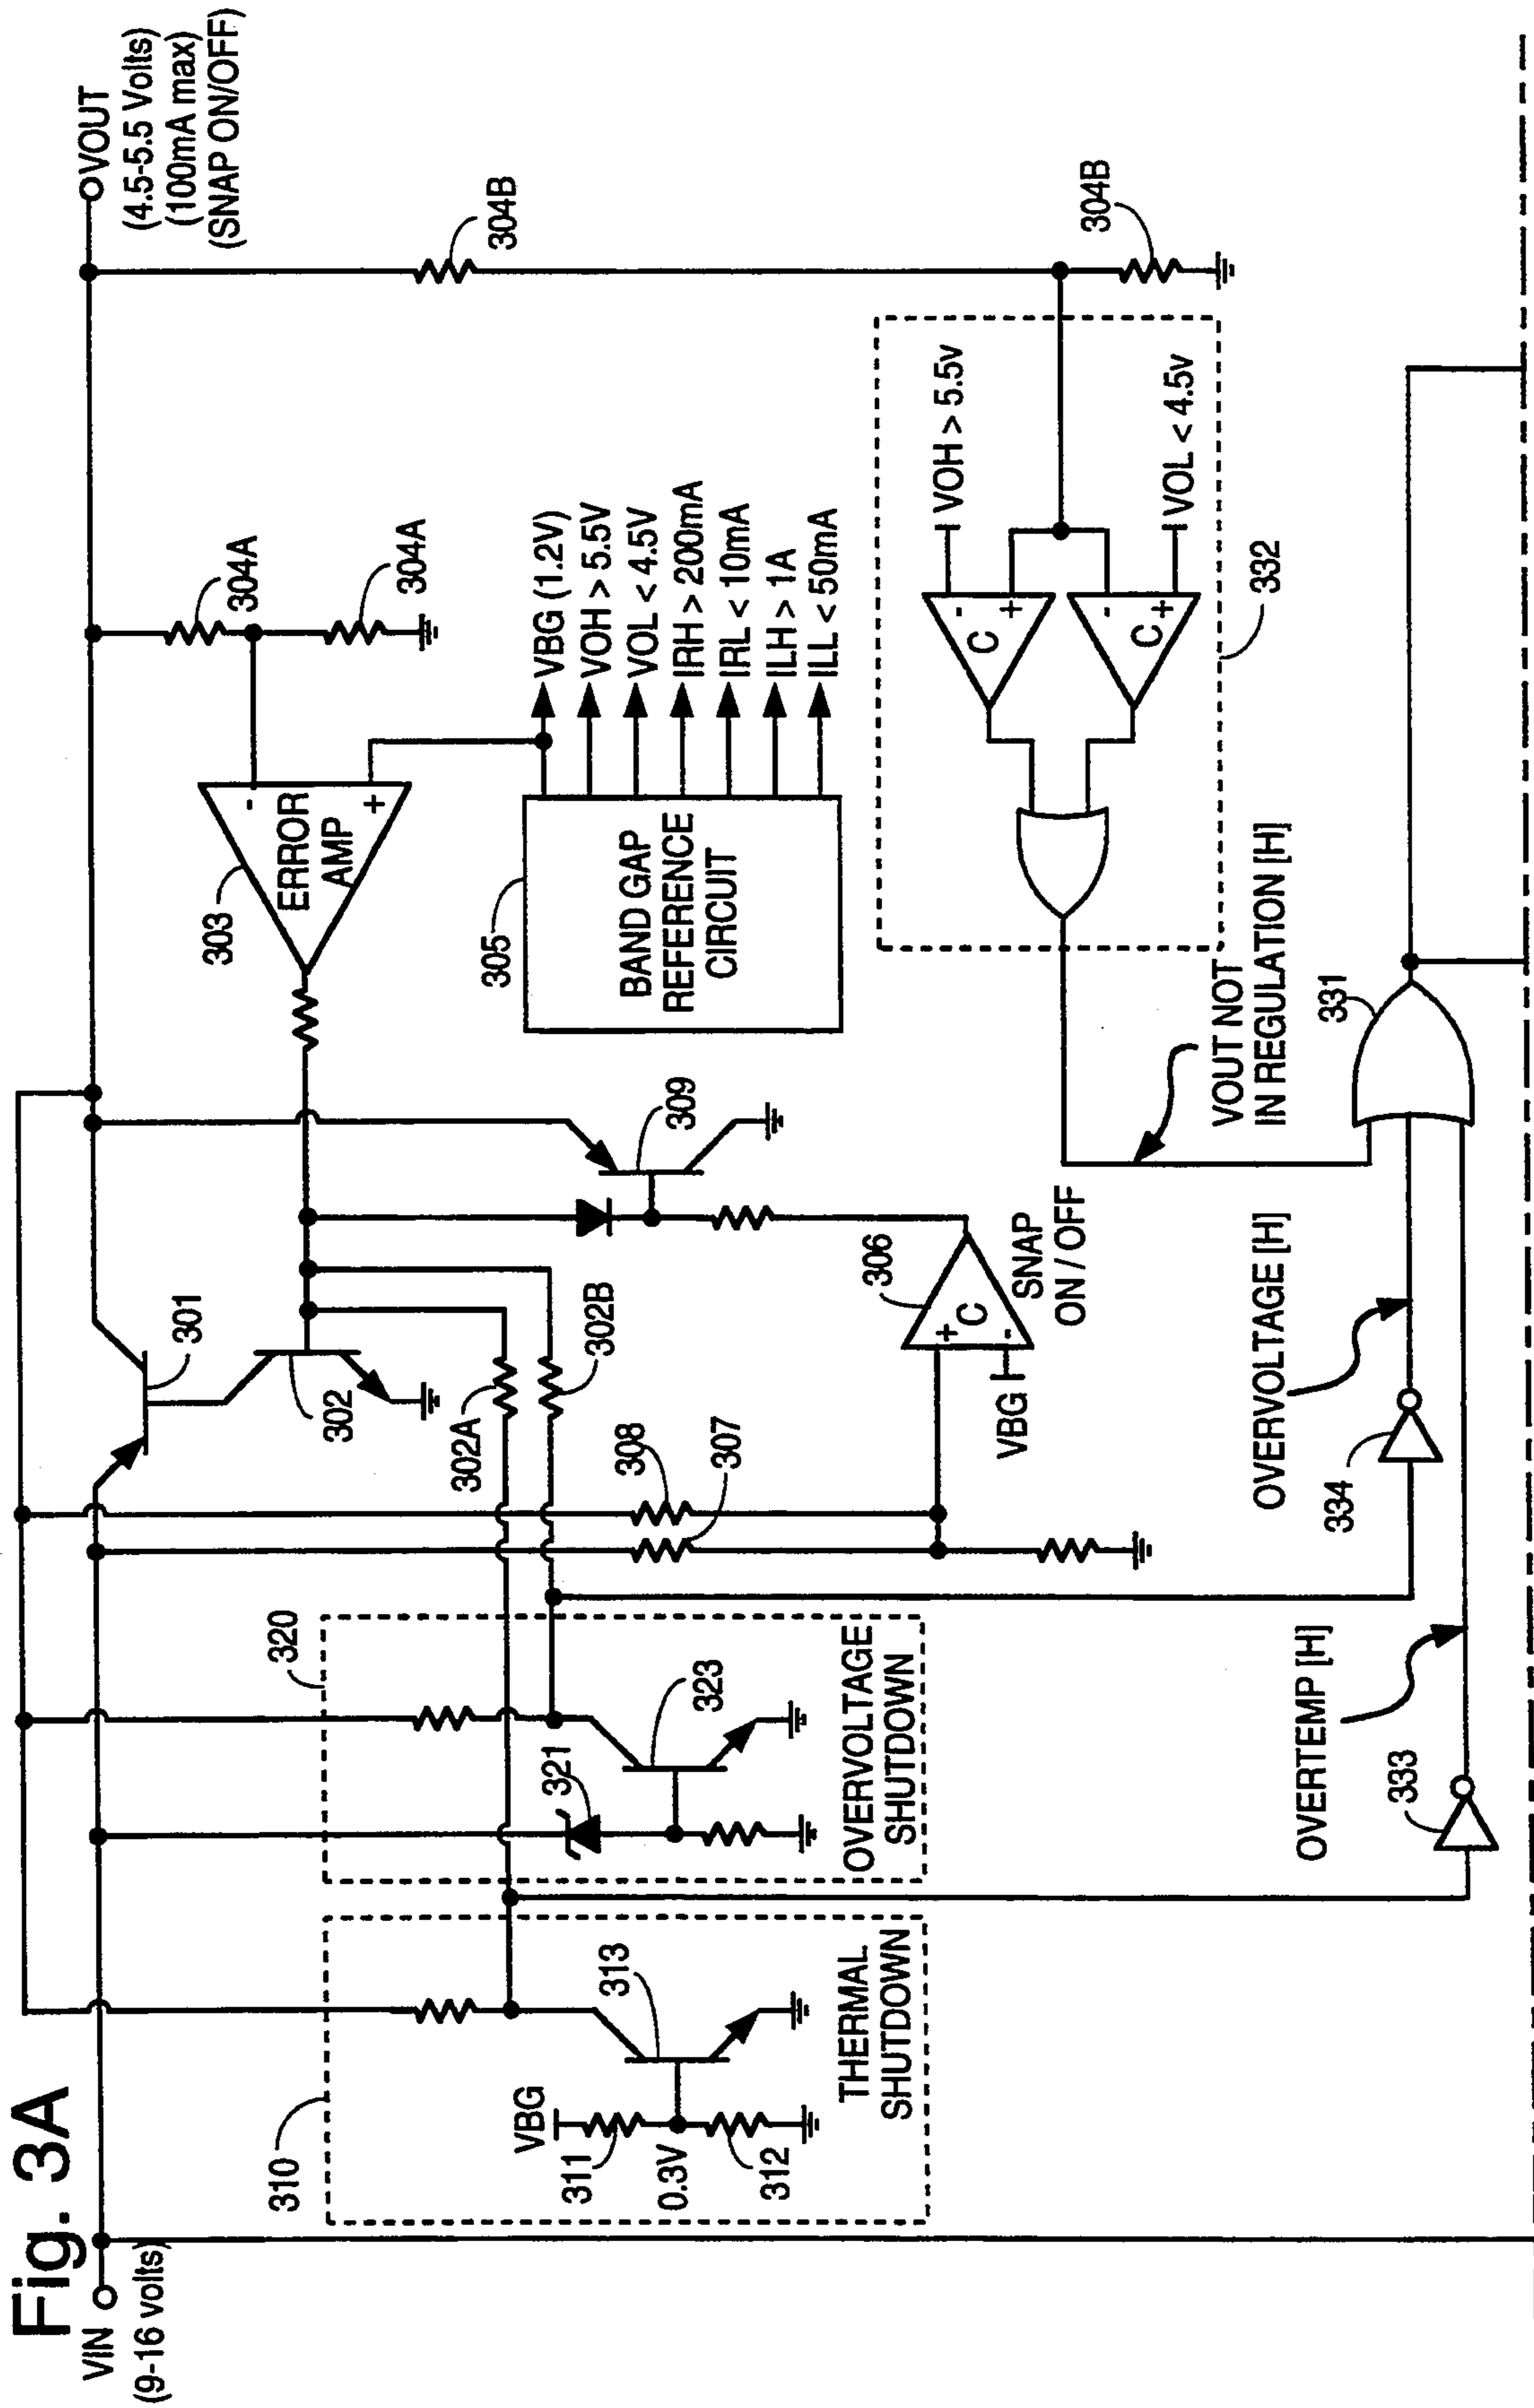 Fig. 3A
VIN
(9-16 volts)
VOUT
(4.5-5.5 Volts)
(100mA max)
(SNAP ON/OFF)
301
302
302A
302B
303
ERROR
AMP
-
+
304A
304A
304B
304B
305
BAND GAP
REFERENCE
CIRCUIT
VBG (1.2V)
VOH > 5.5V
VOL < 4.5V
IRH > 200mA
IRL < 10mA
ILH > 1A
ILL < 50mA
309
308
307
306
C
+
-
VBG
SNAP
ON / OFF
310
VBG
311
0.3V
312
313
THERMAL
SHUTDOWN
320
321
323
OVERVOLTAGE
SHUTDOWN
VOH > 5.5v
-
C
+
-
C
+
VOL < 4.5v
332
VOUT NOT
IN REGULATION [H]
331
OVERVOLTAGE [H]
334
OVERTEMP [H]
333